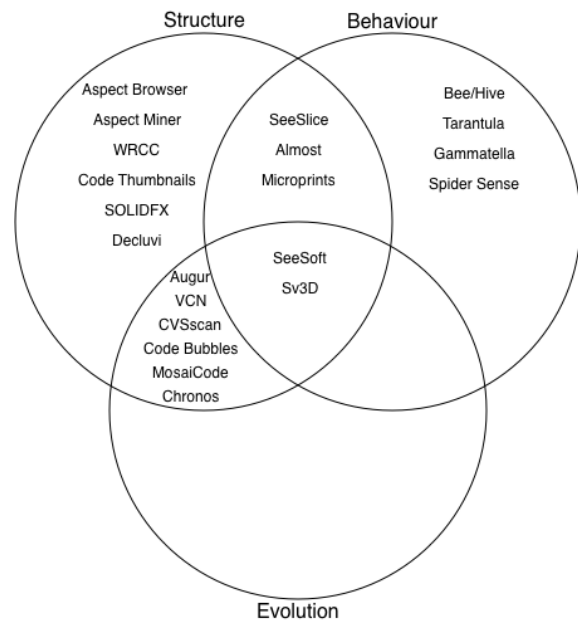 Structure
Behaviour
Aspect Browser
Aspect Miner
WRCC
Code Thumbnails
SOLIDFX
Decluvi
SeeSlice
Almost
Microprints
Bee/Hive
Tarantula
Gammatella
Spider Sense
SeeSoft
Sv3D
Augur
VCN
CVSscan
Code Bubbles
MosaiCode
Chronos
Evolution